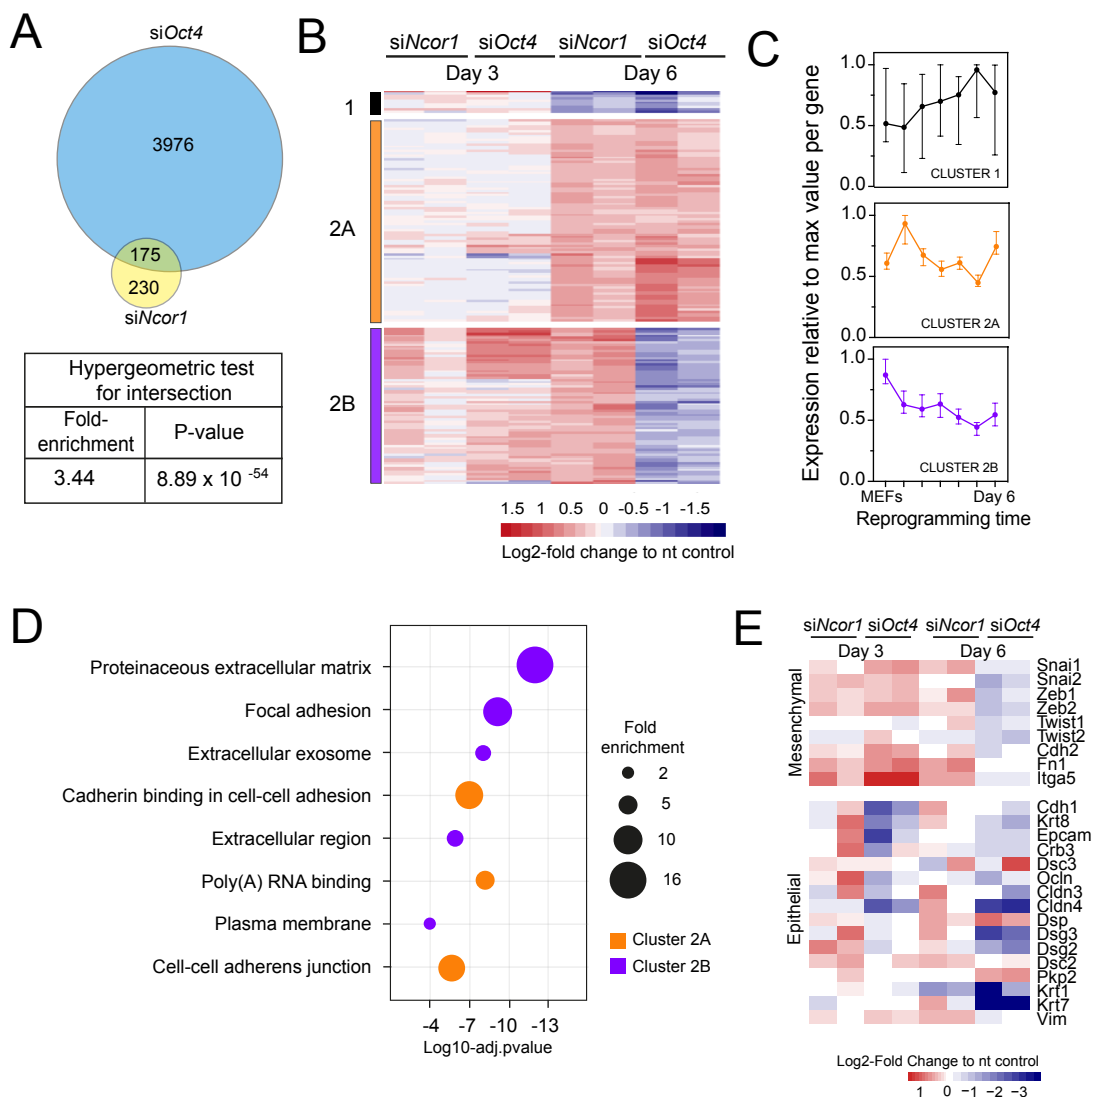 A
siOct4
3976
175
230
siNcor1
Hypergeometric test
for intersection
Fold-
enrichment
P-value
3.44
8.89 x 10 -54
B
siNcor1 siOct4 siNcor1 siOct4
Day 3 Day 6
1
2A
2B
1.5 1 0.5 0 -0.5 -1 -1.5
Log2-fold change to nt control
C
Expression relative to max value per gene
1.0
0.5
0.0
CLUSTER 1
1.0
0.5
0.0
CLUSTER 2A
1.0
0.5
0.0
CLUSTER 2B
MEFs Day 6
Reprogramming time
D
Proteinaceous extracellular matrix
Focal adhesion
Extracellular exosome
Cadherin binding in cell-cell adhesion
Extracellular region
Poly(A) RNA binding
Plasma membrane
Cell-cell adherens junction
-4 -7 -10 -13
Log10-adj.pvalue
Fold
enrichment
2
5
10
16
Cluster 2A
Cluster 2B
E
siNcor1 siOct4 siNcor1 siOct4
Day 3 Day 6
Mesenchymal
Snai1
Snai2
Zeb1
Zeb2
Twist1
Twist2
Cdh2
Fn1
Itga5
Epithelial
Cdh1
Krt8
Epcam
Crb3
Dsc3
Ocln
Cldn3
Cldn4
Dsp
Dsg3
Dsg2
Dsc2
Pkp2
Krt1
Krt7
Vim
Log2-Fold Change to nt control
1 0 −1 −2 −3